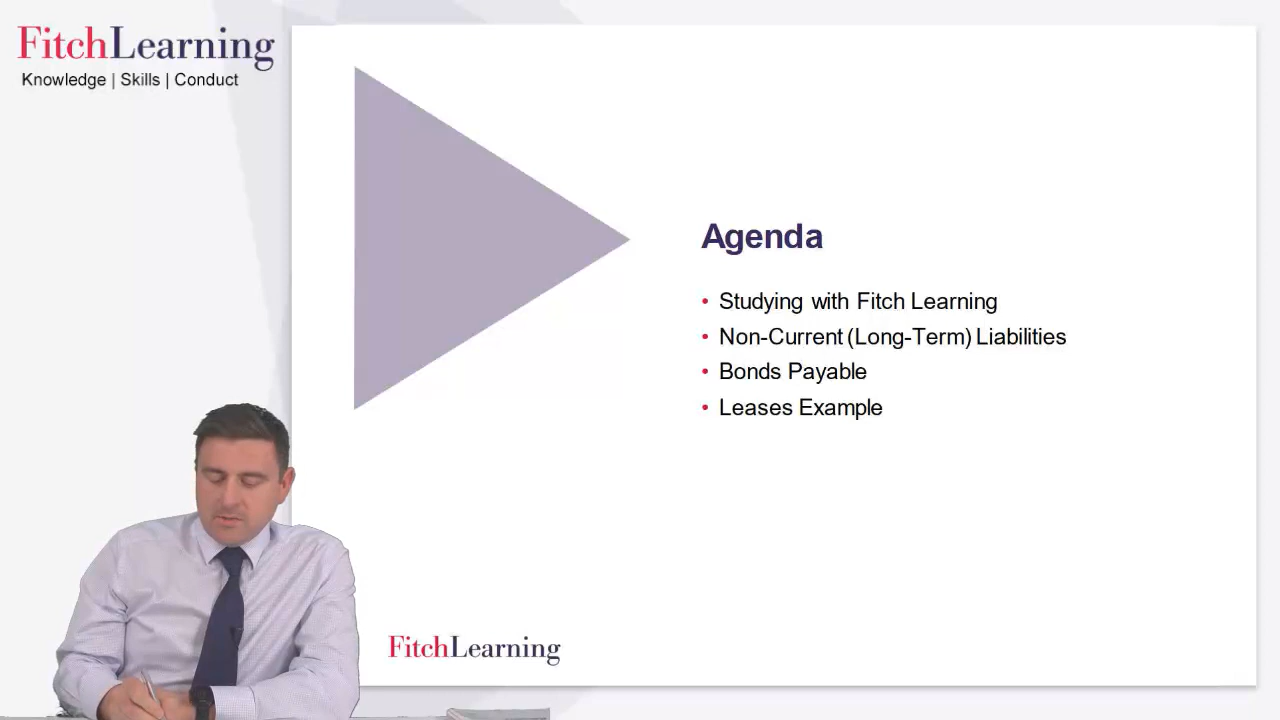 FitchLearning
Knowledge | Skills | Conduct
Agenda
• Studying with Fitch Learning
• Non-Current (Long-Term) Liabilities
• Bonds Payable
• Leases Example
FitchLearning